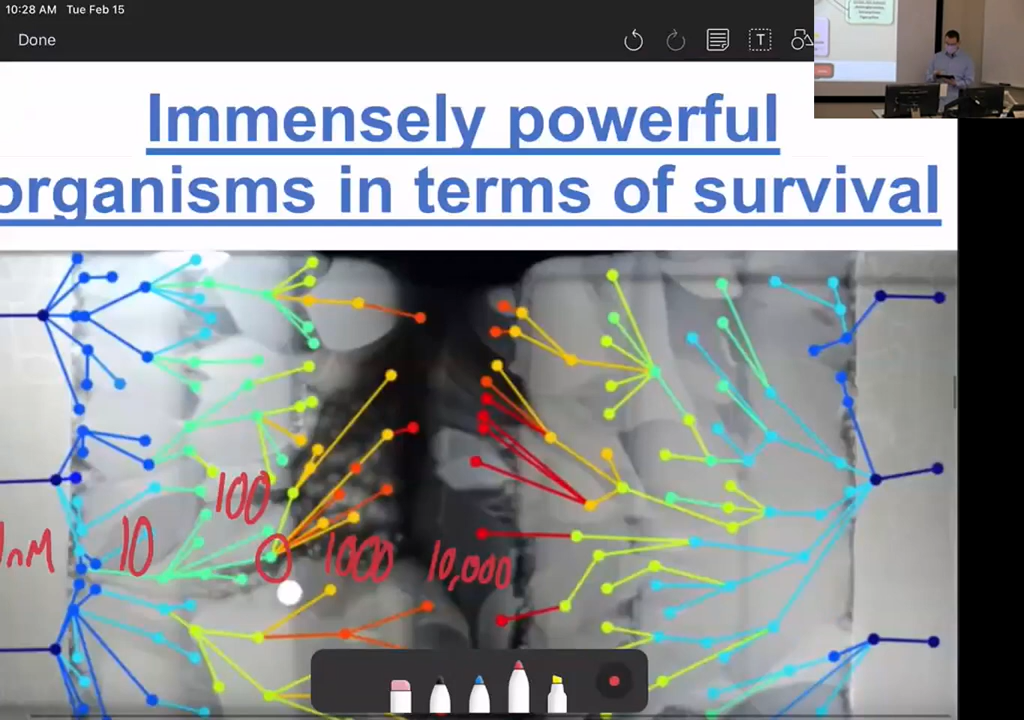 10:28 AM Tue Feb 15
Done
T
Immensely powerful
organisms in terms of survival
100
nM 10 1000 10,000